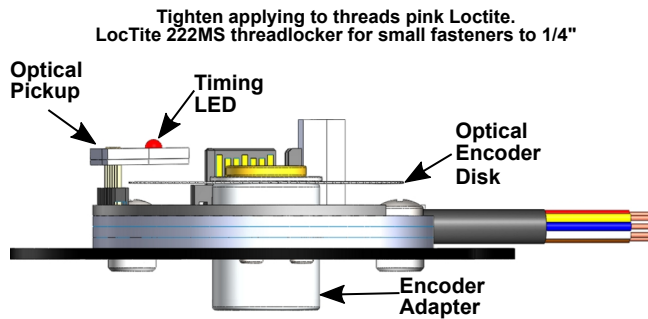 Tighten applying to threads pink Loctite.
LocTite 222MS threadlocker for small fasteners to 1/4"
Optical
Pickup
Timing
LED
Optical
Encoder
Disk
Encoder
Adapter